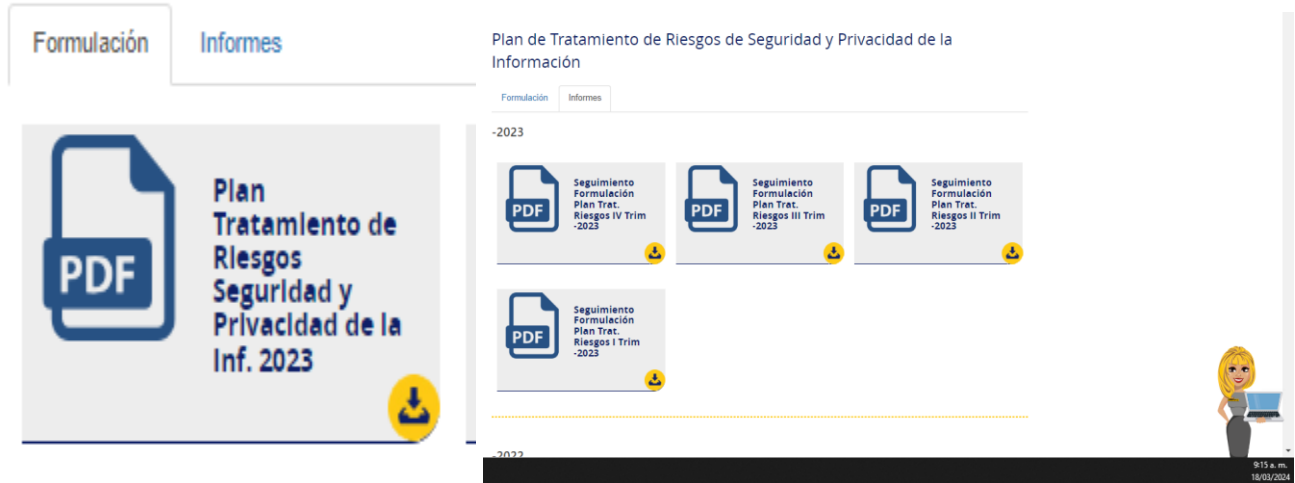 Formulación
Informes
PDF
Plan
Tratamiento de
Riesgos
Seguridad y
Privacidad de la
Inf. 2023
Plan de Tratamiento de Riesgos de Seguridad y Privacidad de la
Información
Formulación
Informes
-2023
PDF
Seguimiento
Formulación
Plan Trat.
Riesgos IV Trim
-2023
PDF
Seguimiento
Formulación
Plan Trat.
Riesgos III Trim
-2023
PDF
Seguimiento
Formulación
Plan Trat.
Riesgos II Trim
-2023
PDF
Seguimiento
Formulación
Plan Trat.
Riesgos I Trim
-2023
-2022
9:15 a. m.
18/03/2024